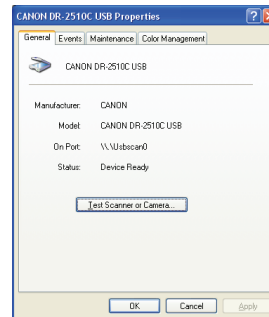 CANON DR-2510C USB Properties
General Events Maintenance Color Management
CANON DR-2510C USB
Manufacturer: CANON
Model: CANON DR-2510C USB
On Port: \\.\Usbscan0
Status: Device Ready
Test Scanner or Camera...
OK Cancel Apply